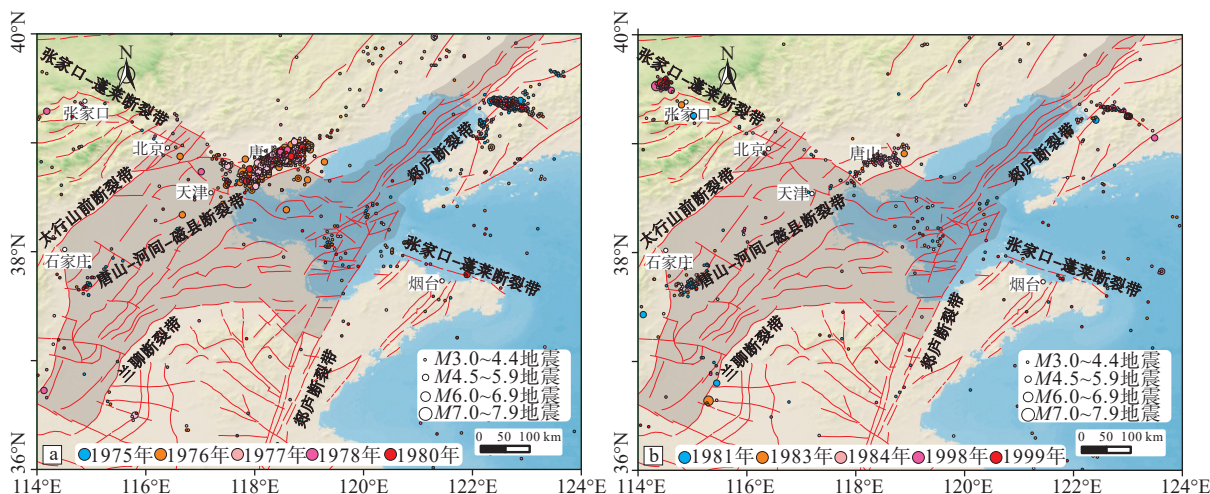 40°N
N
张家口–蓬莱断裂带
张家口
北京
唐
天津
太行山前断裂带
唐山–河间–磁县断裂带
郯庐断裂带
38°N
石家庄
张家口–蓬莱断裂带
烟台
兰聊断裂带
郯庐断裂带
M3.0~4.4地震
M4.5~5.9地震
M6.0~6.9地震
M7.0~7.9地震
0 50 100 km
a
1975年 1976年 1977年 1978年 1980年
36°N
114°E 116°E 118°E 120°E 122°E 124°E
40°N
N
张家口–蓬莱断裂带
张家口
北京
唐山
天津
太行山前断裂带
唐山–河间–磁县断裂带
郯庐断裂带
38°N
石家庄
张家口–蓬莱断裂带
烟台
兰聊断裂带
郯庐断裂带
M3.0~4.4地震
M4.5~5.9地震
M6.0~6.9地震
M7.0~7.9地震
0 50 100 km
b
1981年 1983年 1984年 1998年 1999年
36°N
114°E 116°E 118°E 120°E 122°E 124°E